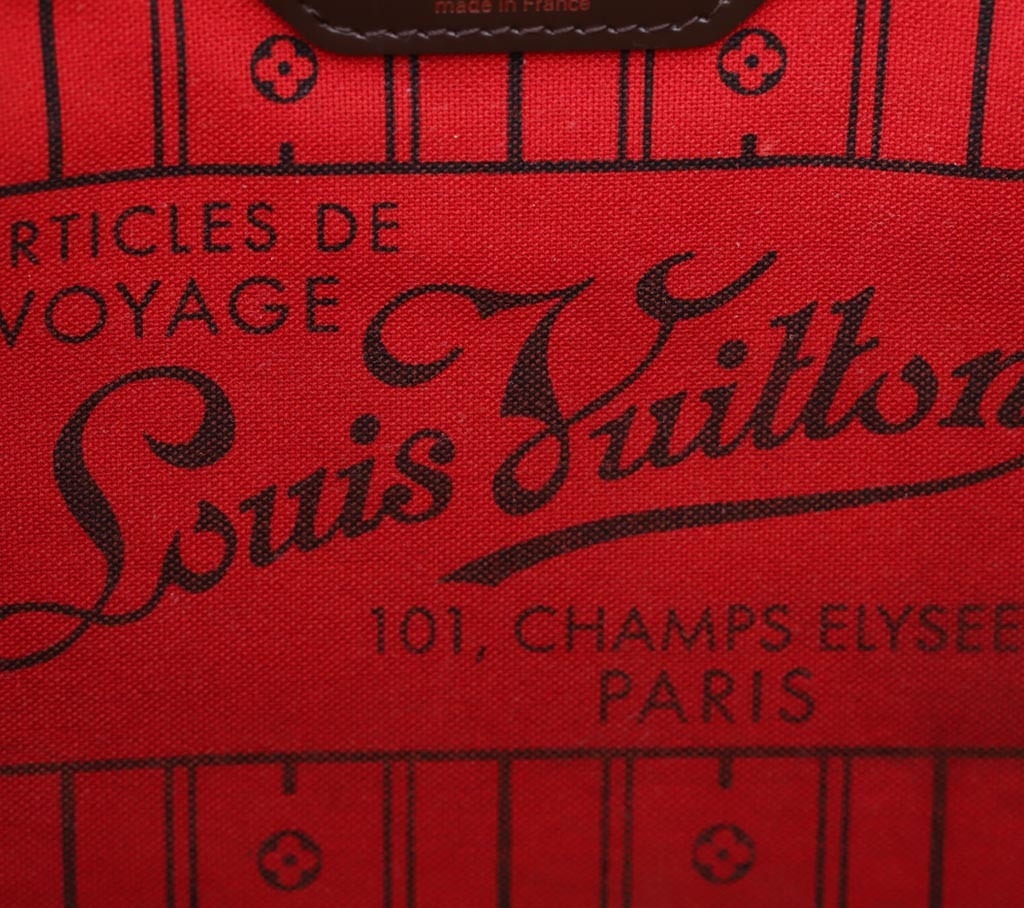 made in France
RTICLES DE
VOYAGE
Louis Vuitton
101, CHAMPS ELYSEE
PARIS